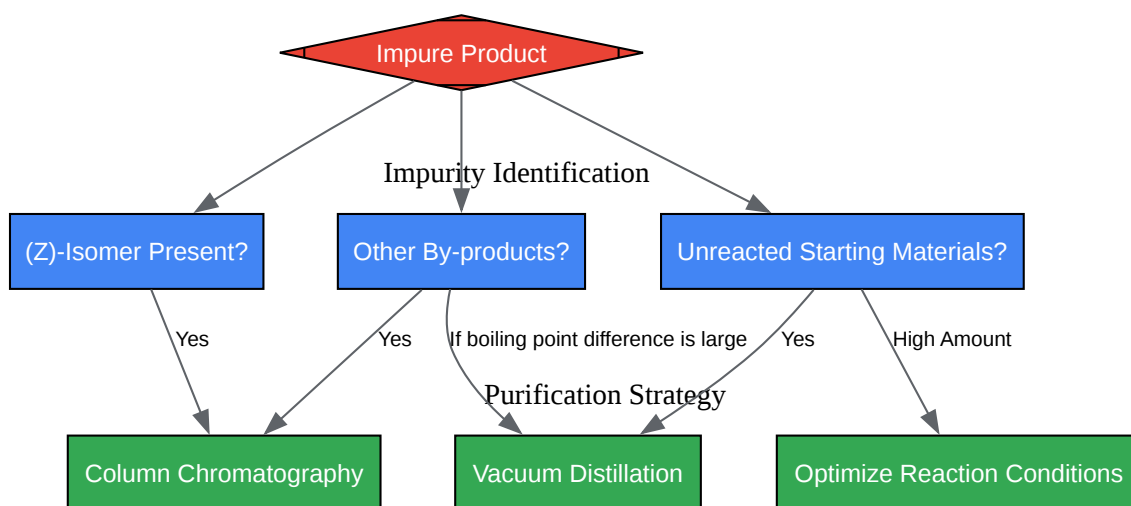 Impure Product
Impurity Identification
(Z)-Isomer Present?
Other By-products?
Unreacted Starting Materials?
Yes
Yes
If boiling point difference is large
Yes
High Amount
Purification Strategy
Column Chromatography
Vacuum Distillation
Optimize Reaction Conditions